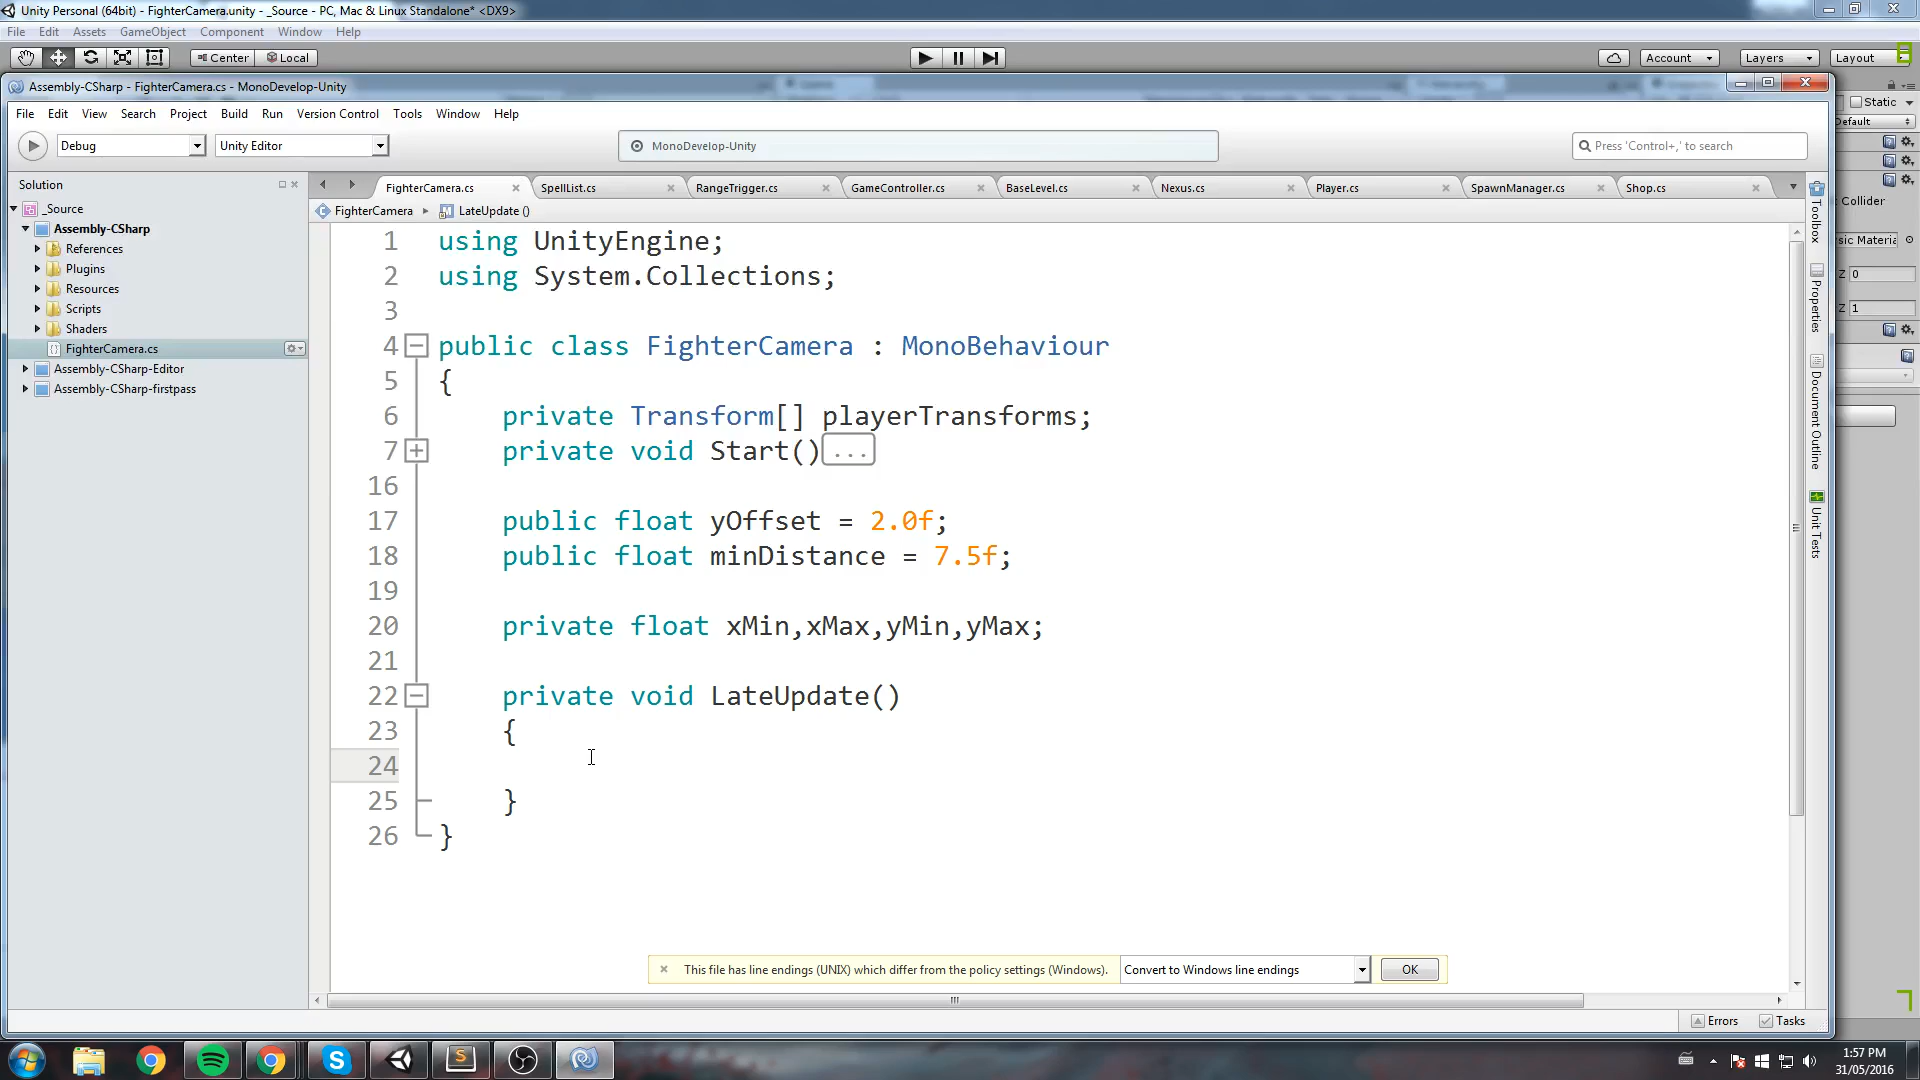 Unity Personal (64bit) - FighterCamera.unity - _Source - PC, Mac & Linux Standalone* <DX9>
File Edit Assets GameObject Component Window Help
Center Local Account Layers Layout
Assembly-CSharp - FighterCamera.cs - MonoDevelop-Unity
Static
File Edit View Search Project Build Run Version Control Tools Window Help
Default
Debug Unity Editor MonoDevelop-Unity Press 'Control+,' to search
Solution
FighterCamera.cs SpellList.cs RangeTrigger.cs GameController.cs BaseLevel.cs Nexus.cs Player.cs SpawnManager.cs Shop.cs
FighterCamera LateUpdate ()
_Source
Assembly-CSharp
References
Plugins
Resources
Scripts
Shaders
FighterCamera.cs
Assembly-CSharp-Editor
Assembly-CSharp-firstpass
1 using UnityEngine;
2 using System.Collections;
3
4 public class FighterCamera : MonoBehaviour
5 {
6 private Transform[] playerTransforms;
7 private void Start()...
16
17 public float yOffset = 2.0f;
18 public float minDistance = 7.5f;
19
20 private float xMin,xMax,yMin,yMax;
21
22 private void LateUpdate()
23 {
24
25 }
26 }
Toolbox
Properties
Document Outline
Unit Tests
Collider
Z 0
Z 1
This file has line endings (UNIX) which differ from the policy settings (Windows). Convert to Windows line endings OK
Errors Tasks
1:57 PM
31/05/2016